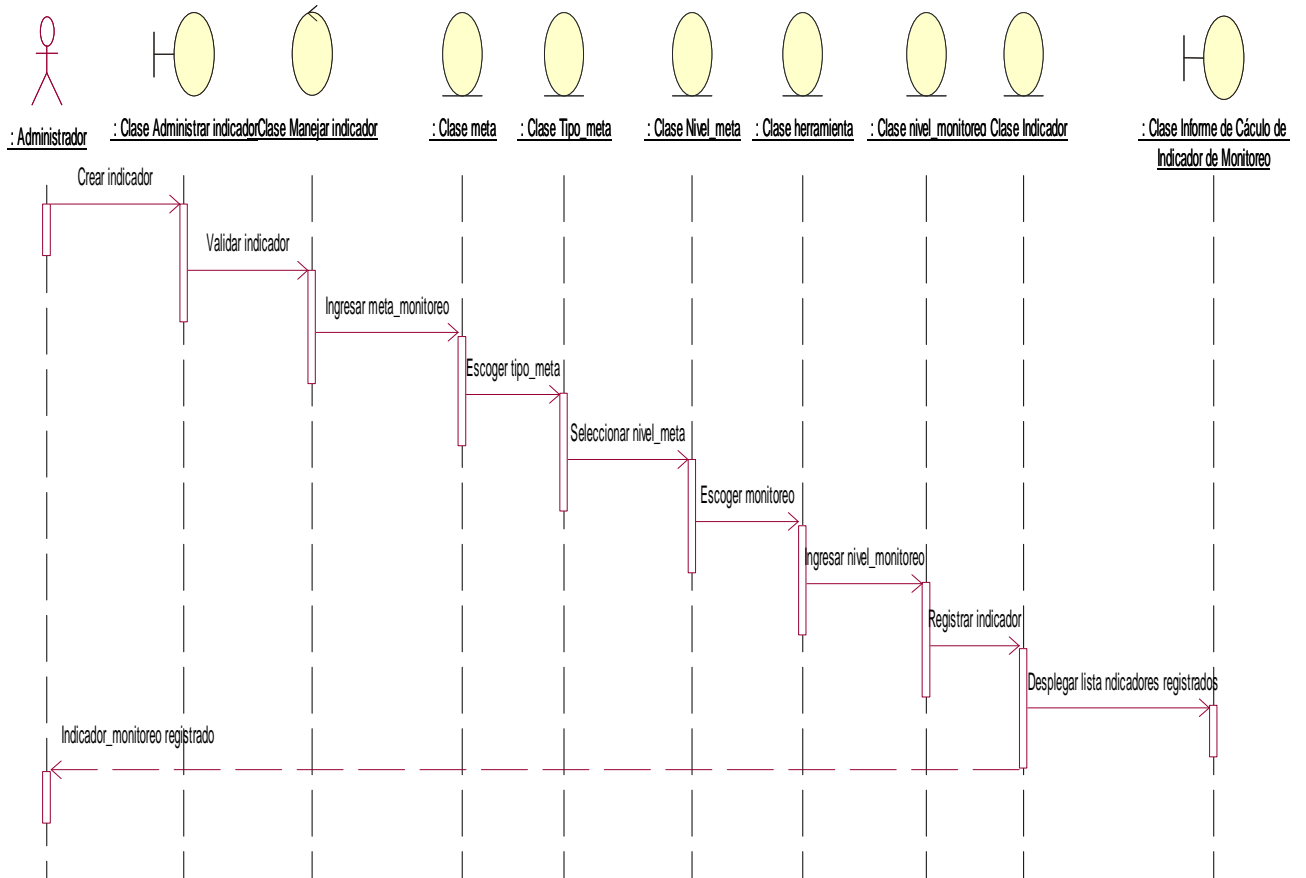 : Administrador
: Clase Administrar indicador
Clase Manejar indicador
: Clase meta
: Clase Tipo_meta
: Clase Nivel_meta
: Clase herramienta
: Clase nivel_monitoreo
Clase Indicador
: Clase Informe de Cáculo de
Indicador de Monitoreo
Crear indicador
Validar indicador
Ingresar meta_monitoreo
Escoger tipo_meta
Seleccionar nivel_meta
Escoger monitoreo
Ingresar nivel_monitoreo
Registrar indicador
Desplegar lista ndicadores registrados
Indicador_monitoreo registrado